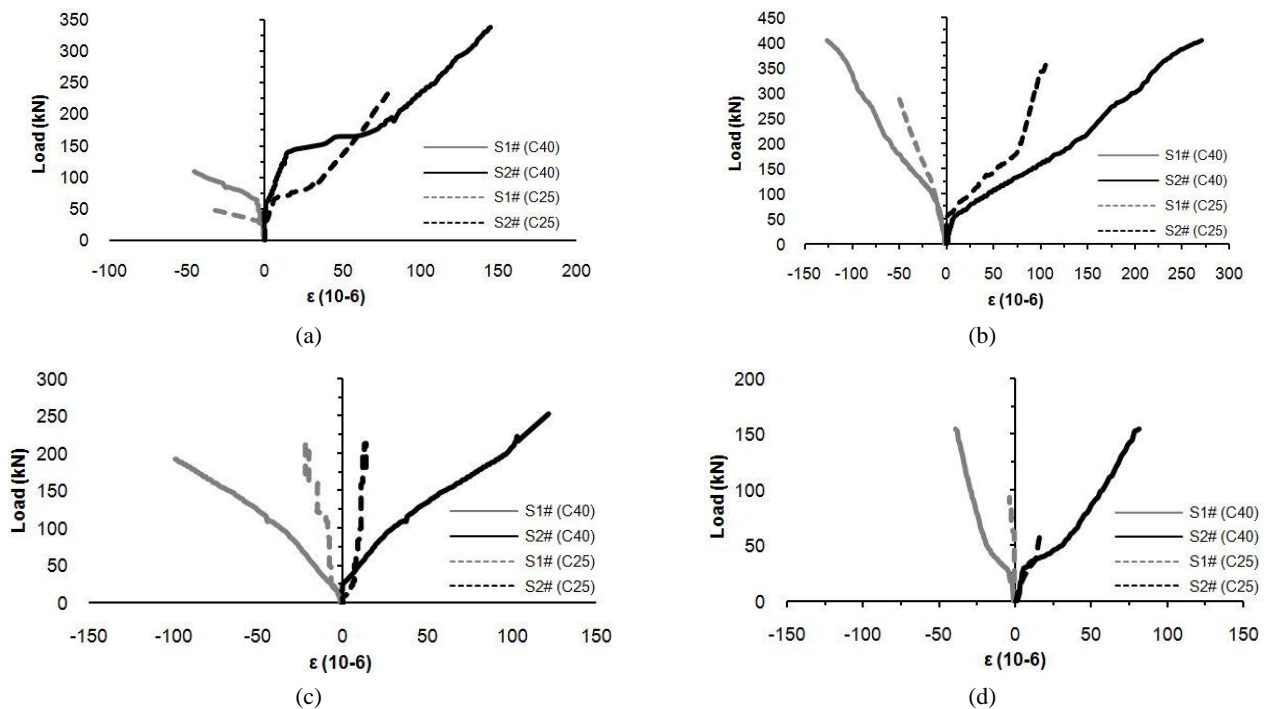 350
300
250
200
150
100
50
0
Load (kN)
S1# (C40)
S2# (C40)
S1# (C25)
S2# (C25)
-100 -50 0 50 100 150 200
ε (10-6)
(a)
450
400
350
300
250
200
150
100
50
0
Load (kN)
S1# (C40)
S2# (C40)
S1# (C25)
S2# (C25)
-150 -100 -50 0 50 100 150 200 250 300
ε (10-6)
(b)
300
250
200
150
100
50
0
Load (kN)
S1# (C40)
S2# (C40)
S1# (C25)
S2# (C25)
-150 -100 -50 0 50 100 150
ε (10-6)
(c)
200
150
100
50
0
Load (kN)
S1# (C40)
S2# (C40)
S1# (C25)
S2# (C25)
-150 -100 -50 0 50 100 150
ε (10-6)
(d)